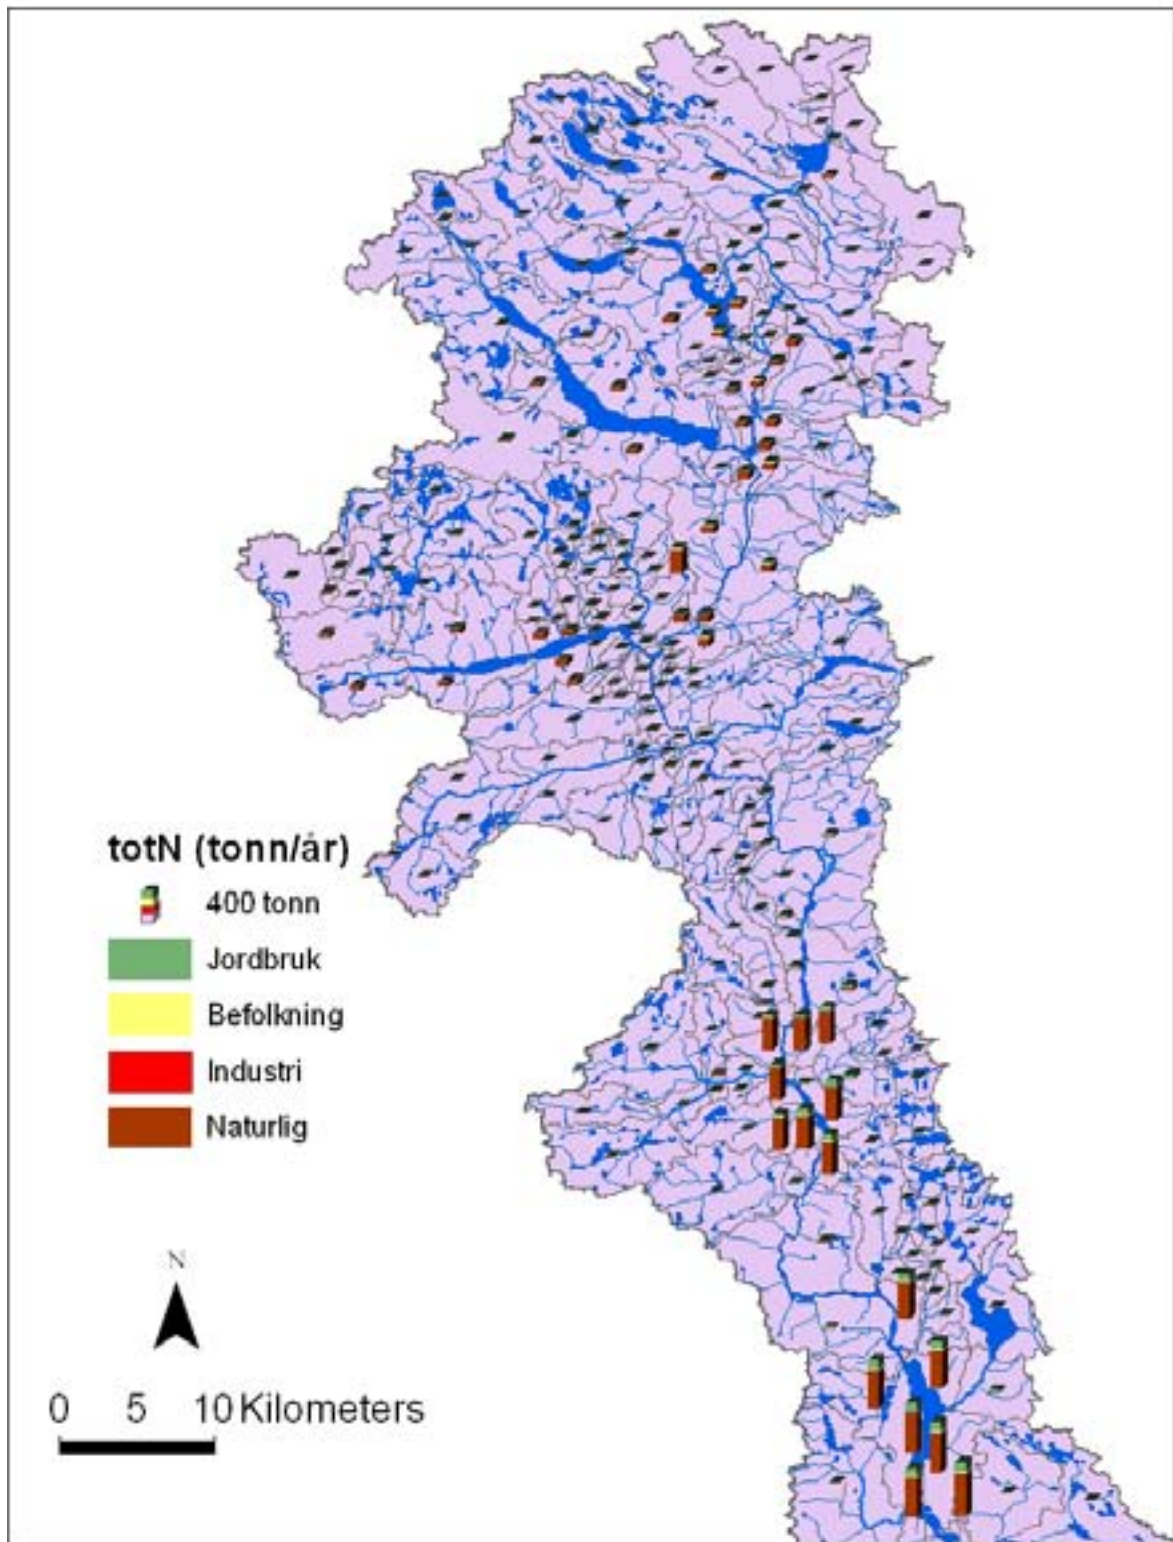 totN (tonn/år)
400 tonn
Jordbruk
Befolkning
Industri
Naturlig
N
0 5 10 Kilometers